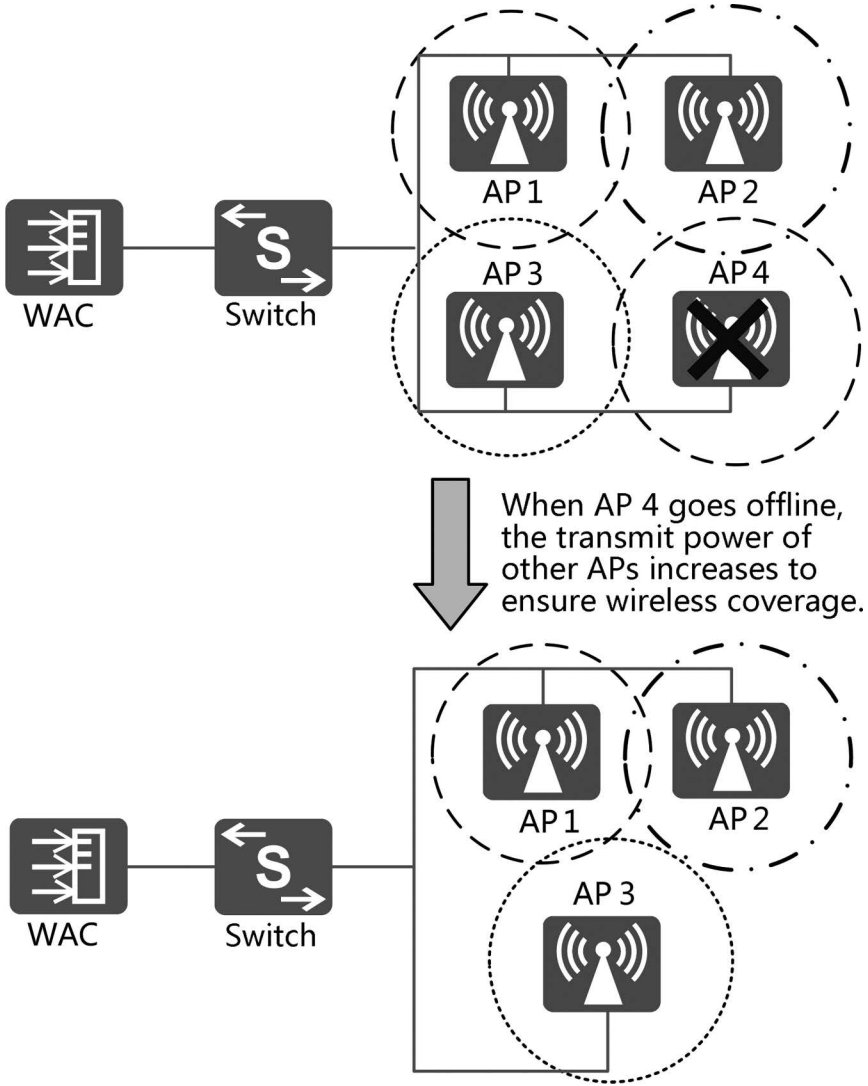 AP 1
AP 2
S
WAC
Switch
AP 3
AP 4
When AP 4 goes offline,
the transmit power of
other APs increases to
ensure wireless coverage.
AP 1
AP 2
S
WAC
Switch
AP 3